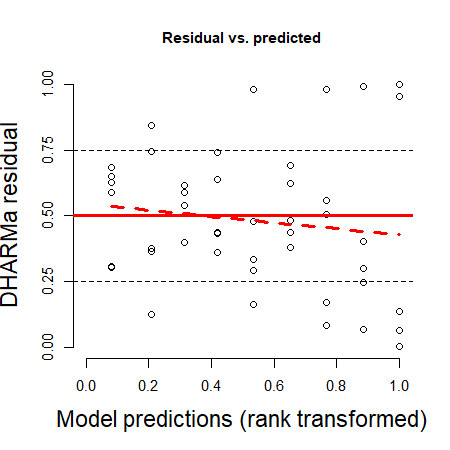 Residual vs. predicted
DHARMa residual
1.00
0.75
0.50
0.25
0.00
0.0 0.2 0.4 0.6 0.8 1.0
Model predictions (rank transformed)